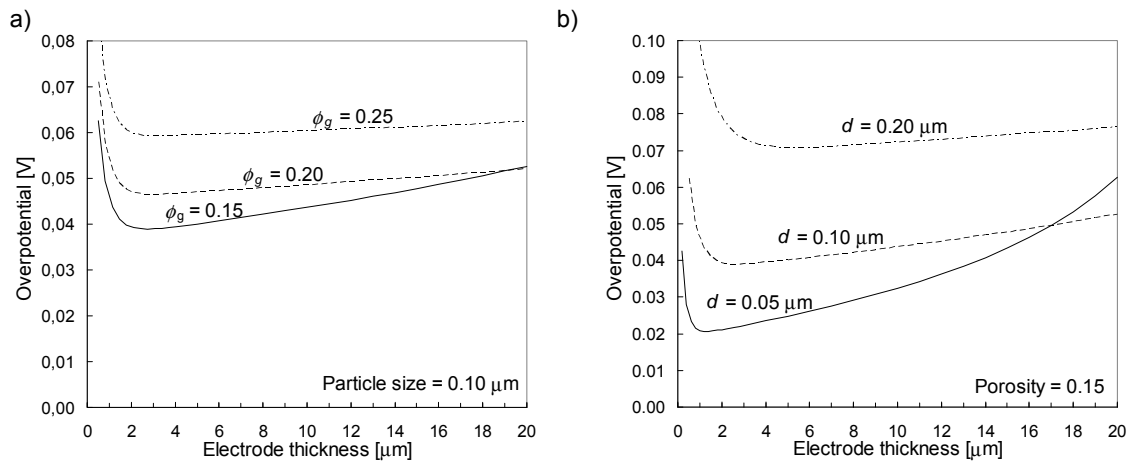 a)
0,08
0,07
0,06
0,05
0,04
0,03
0,02
0,01
0,00
Overpotential [V]
ϕg = 0.25
ϕg = 0.20
ϕg = 0.15
Particle size = 0.10 μm
0 2 4 6 8 10 12 14 16 18 20
Electrode thickness [μm]
b)
0.10
0.09
0.08
0.07
0.06
0.05
0.04
0.03
0.02
0.01
0.00
Overpotential [V]
d = 0.20 μm
d = 0.10 μm
d = 0.05 μm
Porosity = 0.15
0 2 4 6 8 10 12 14 16 18 20
Electrode thickness [μm]